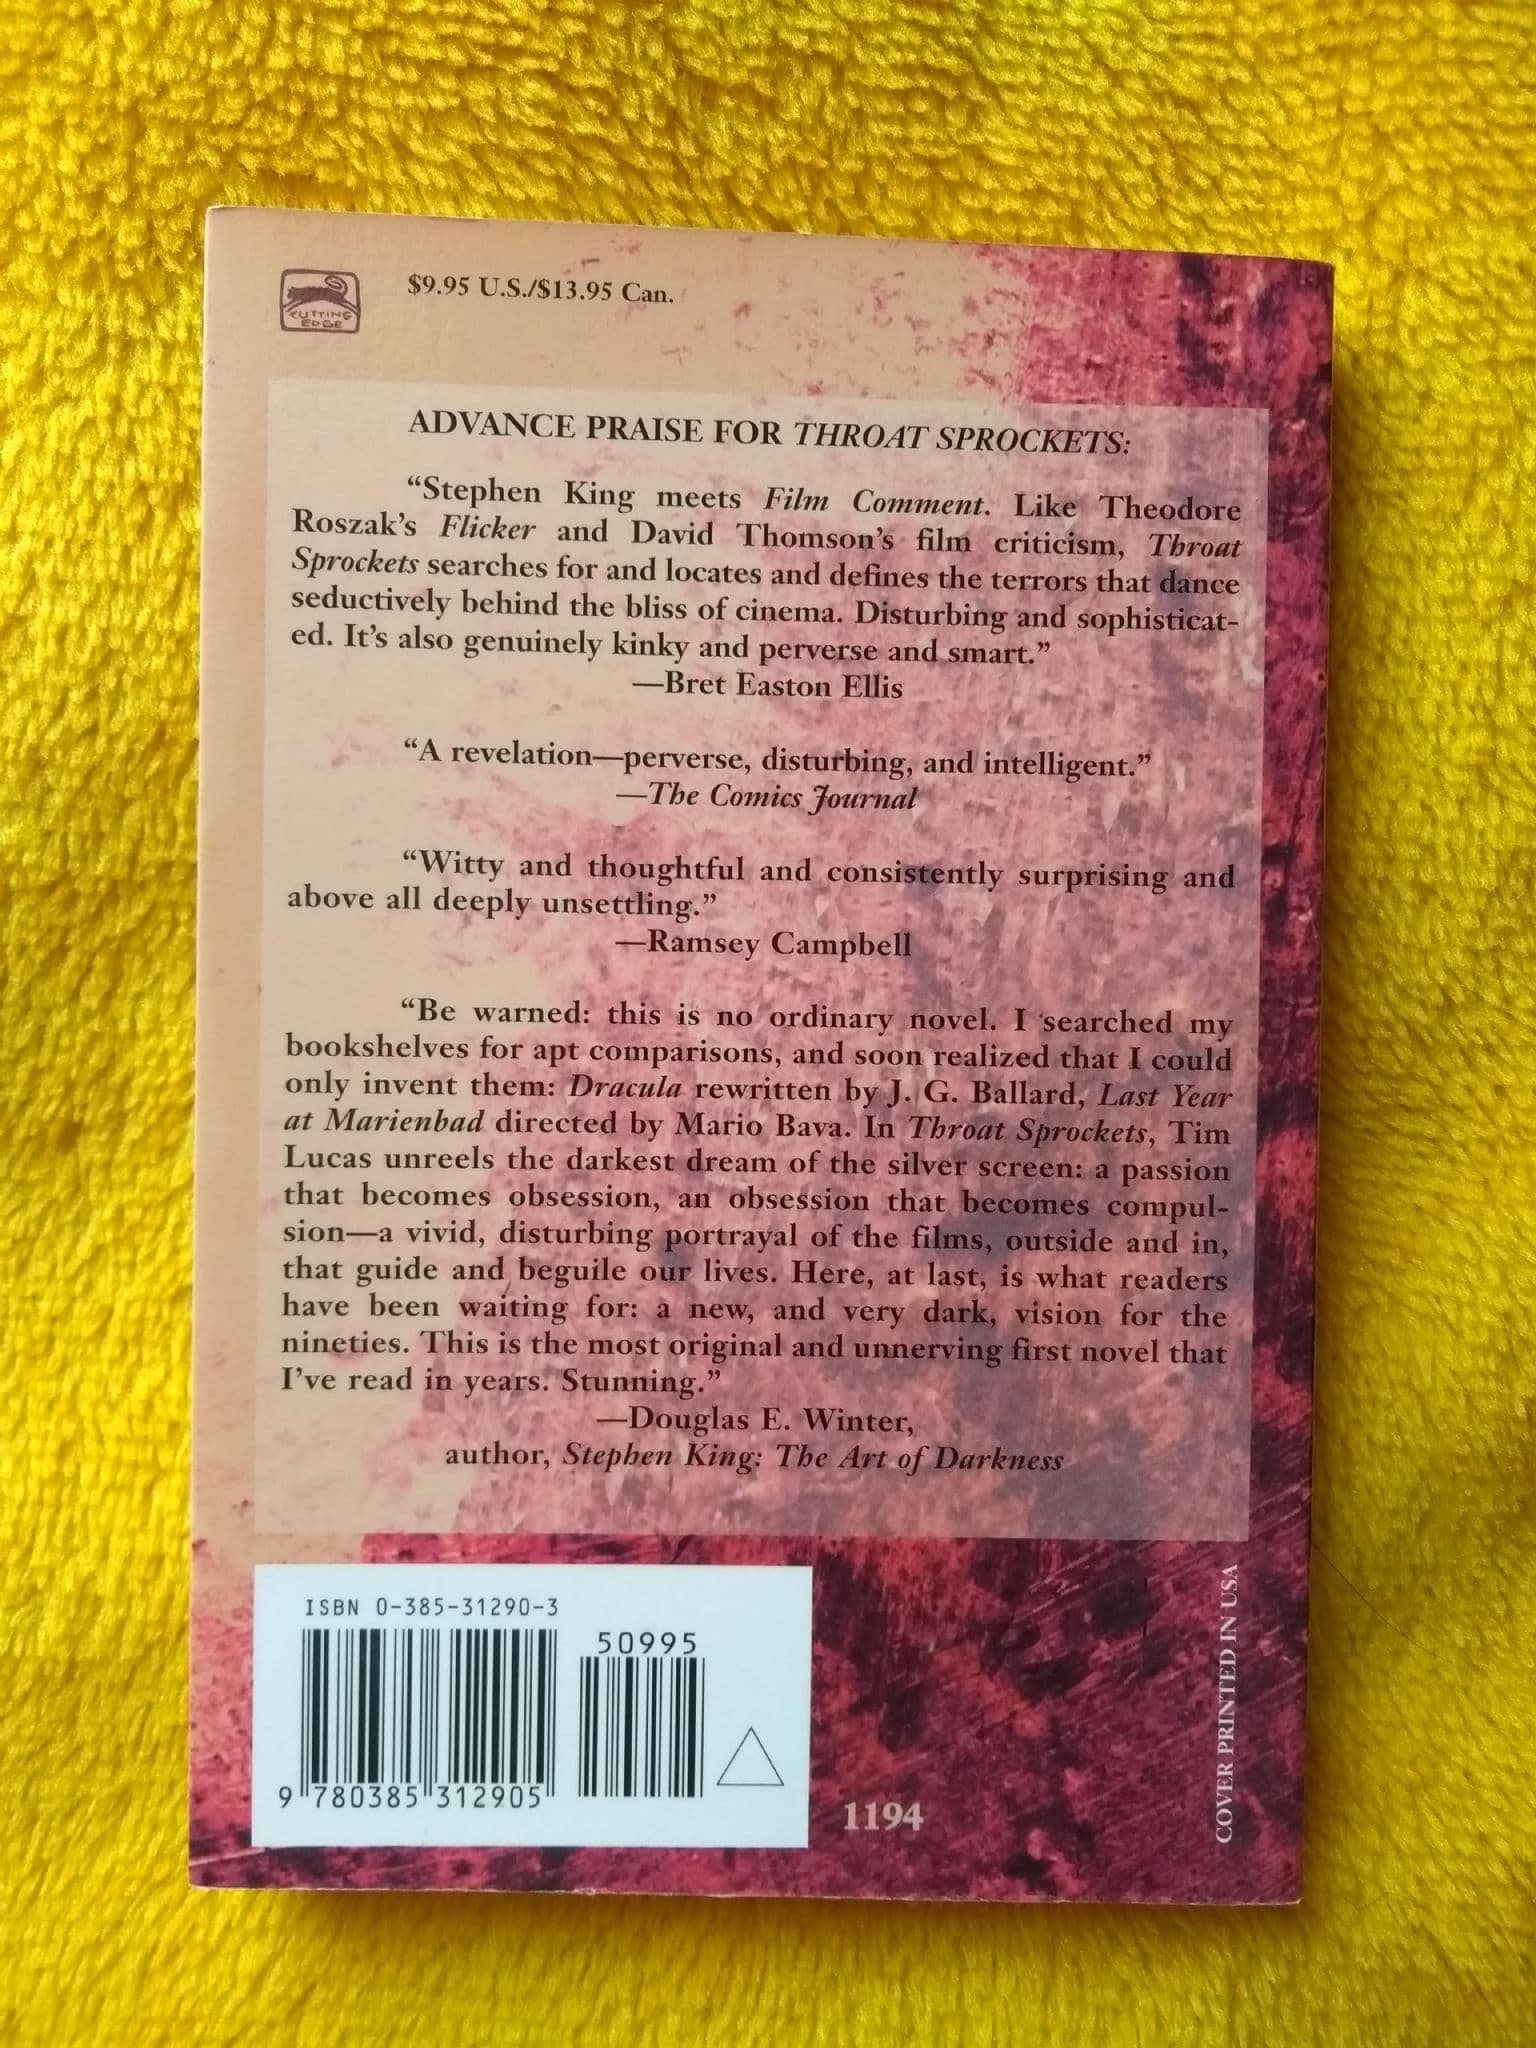 CUTTING
EDGE
$9.95 U.S./$13.95 Can.
ADVANCE PRAISE FOR THROAT SPROCKETS:
“Stephen King meets Film Comment. Like Theodore
Roszak’s Flicker and David Thomson’s film criticism, Throat
Sprockets searches for and locates and defines the terrors that dance
seductively behind the bliss of cinema. Disturbing and sophisticat-
ed. It’s also genuinely kinky and perverse and smart.”
—Bret Easton Ellis
“A revelation—perverse, disturbing, and intelligent.”
—The Comics Journal
“Witty and thoughtful and consistently surprising and
above all deeply unsettling.”
—Ramsey Campbell
“Be warned: this is no ordinary novel. I searched my
bookshelves for apt comparisons, and soon realized that I could
only invent them: Dracula rewritten by J. G. Ballard, Last Year
at Marienbad directed by Mario Bava. In Throat Sprockets, Tim
Lucas unreels the darkest dream of the silver screen: a passion
that becomes obsession, an obsession that becomes compul-
sion—a vivid, disturbing portrayal of the films, outside and in,
that guide and beguile our lives. Here, at last, is what readers
have been waiting for: a new, and very dark, vision for the
nineties. This is the most original and unnerving first novel that
I’ve read in years. Stunning.”
—Douglas E. Winter,
author, Stephen King: The Art of Darkness
ISBN 0-385-31290-3
50995
9 780385 312905
1194
COVER PRINTED IN USA